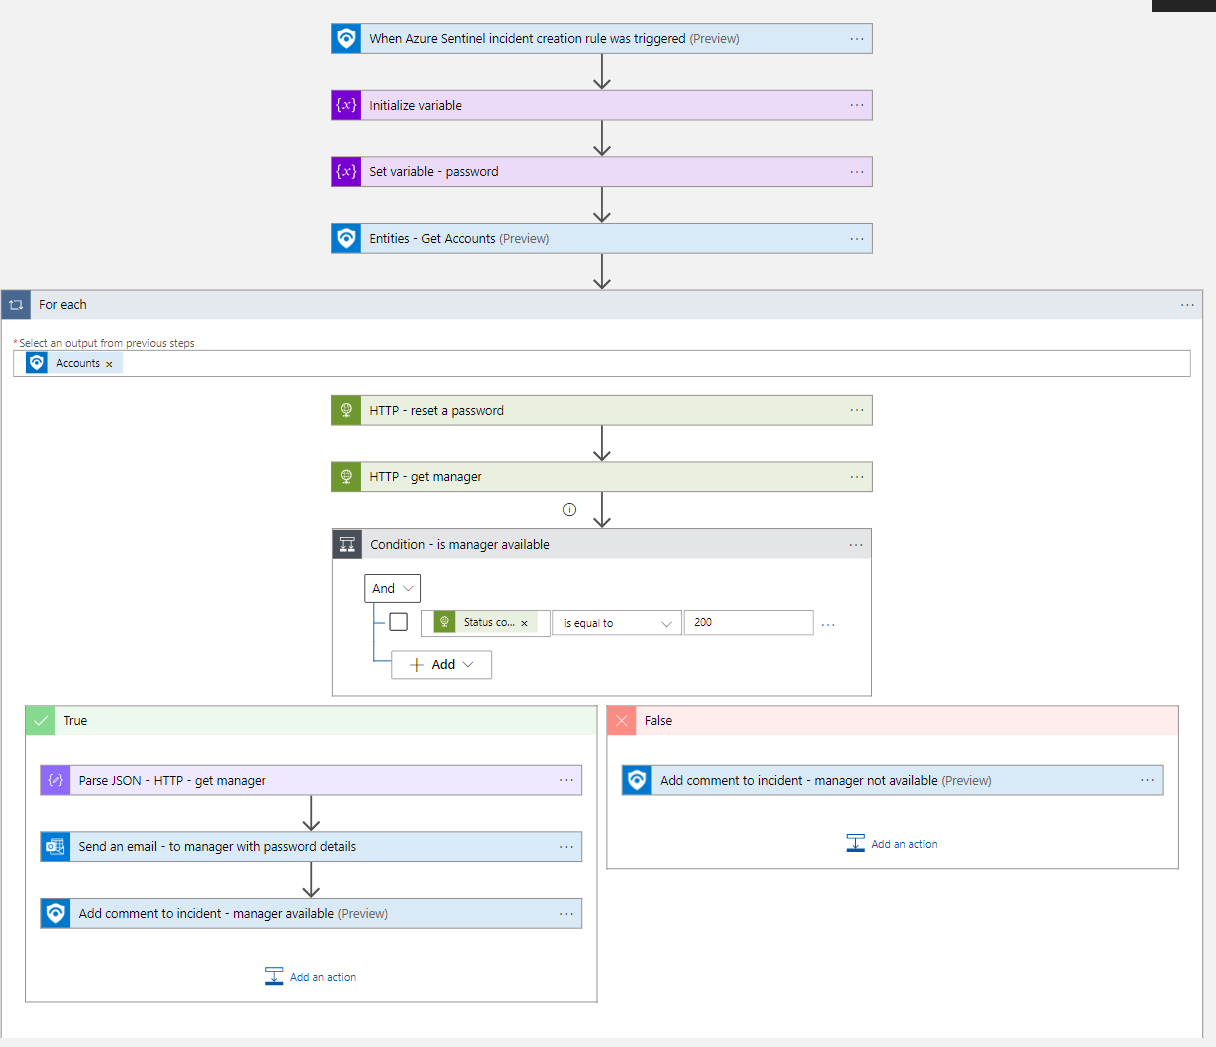 When Azure Sentinel incident creation rule was triggered (Preview)
{x} Initialize variable
{x} Set variable - password
Entities - Get Accounts (Preview)
For each
*Select an output from previous steps
Accounts ×
HTTP - reset a password
HTTP - get manager
Condition - is manager available
And
Status co... × is equal to 200
+ Add
True
False
Parse JSON - HTTP - get manager
Add comment to incident - manager not available (Preview)
Send an email - to manager with password details
Add an action
Add comment to incident - manager available (Preview)
Add an action